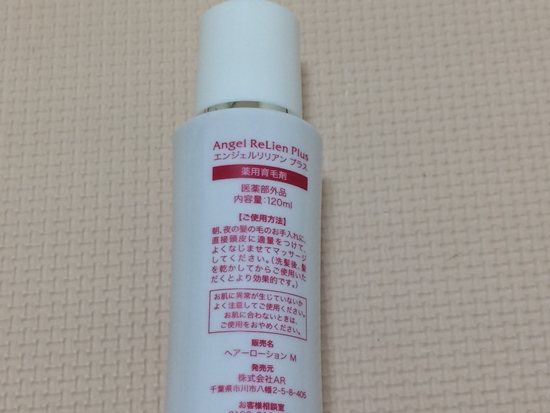 Angel ReLien Plus
エンジェルリリアン プラス
薬用育毛剤
医薬部外品
内容量:120ml
【ご使用方法】
朝、夜の髪の毛のお手入れに、
直接頭皮に適量をつけて、
よくなじませてマッサージ
してください。(洗髪後、髪
を乾かしてからご使用いた
だくとより効果的です。)
お肌に異常が生じていないか
よく注意してご使用ください。
お肌に合わないときは、
ご使用をおやめください。
販売名
ヘアーローション M
発売元
株式会社AR
千葉県市川市八幡2-5-8-405
お客様相談室